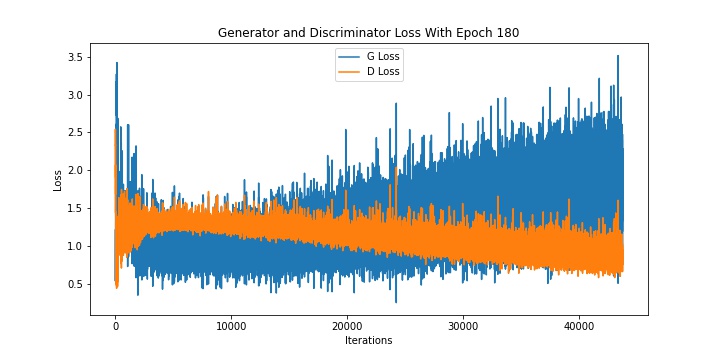 Generator and Discriminator Loss With Epoch 180
G Loss
D Loss
Loss
3.5
3.0
2.5
2.0
1.5
1.0
0.5
0
10000
20000
30000
40000
Iterations